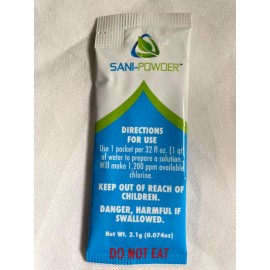 SANI-POWDER™
DIRECTIONS
FOR USE
Use 1 packet per 32 fl. oz. (1 qt)
of water to prepare a solution.
Will make 1,200 ppm available
chlorine.
KEEP OUT OF REACH OF
CHILDREN.
DANGER, HARMFUL IF
SWALLOWED.
Net Wt. 2.1g (0.074oz)
DO NOT EAT